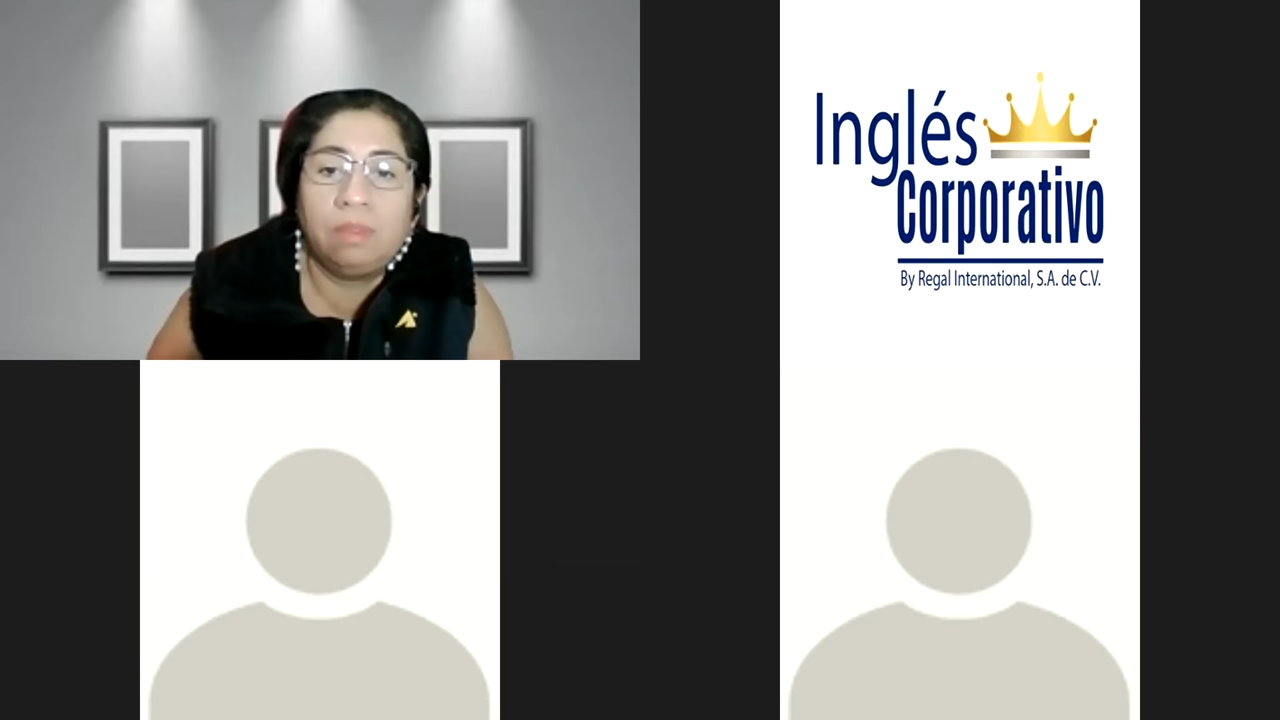 Inglés
Corporativo
By Regal International, S.A. de C.V.